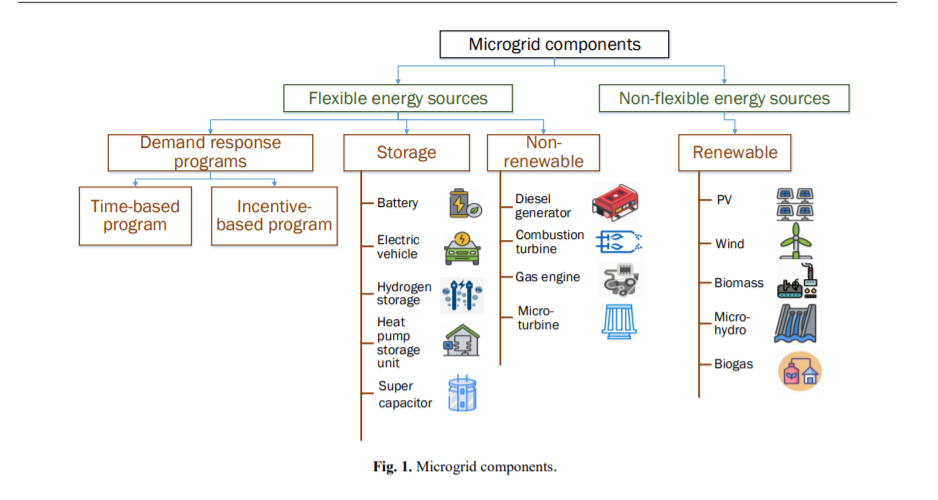 Microgrid components
Flexible energy sources
Non-flexible energy sources
Demand response
programs
Storage
Non-
renewable
Renewable
Time-based
program
Incentive-
based program
Battery
Electric
vehicle
Hydrogen
storage
Heat
pump
storage
unit
Super
capacitor
Diesel
generator
Combustion
turbine
Gas engine
Micro-
turbine
PV
Wind
Biomass
Micro-
hydro
Biogas
Fig. 1. Microgrid components.